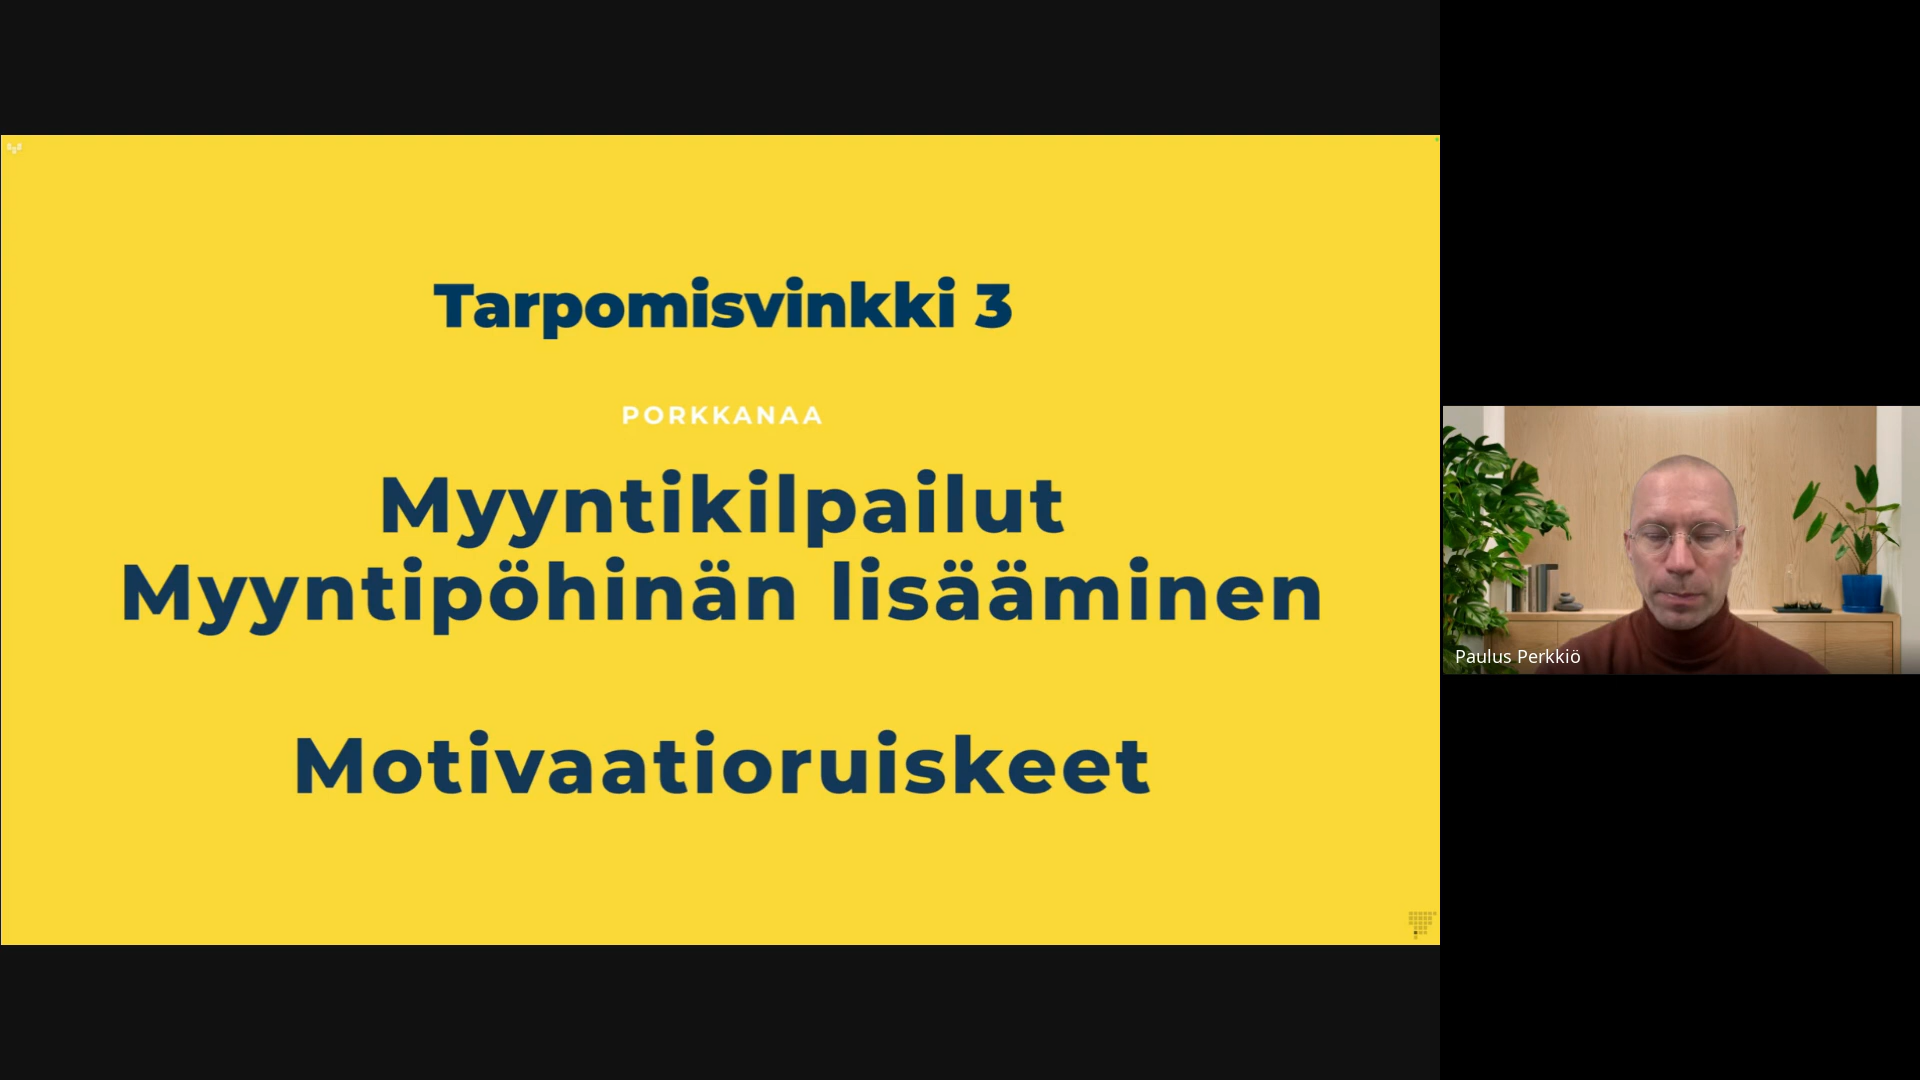 Tarpomisvinkki 3
PORKKANAA
Myyntikilpailut
Myyntipöhinän lisääminen
Motivaatioruiskeet
Paulus Perkkiö